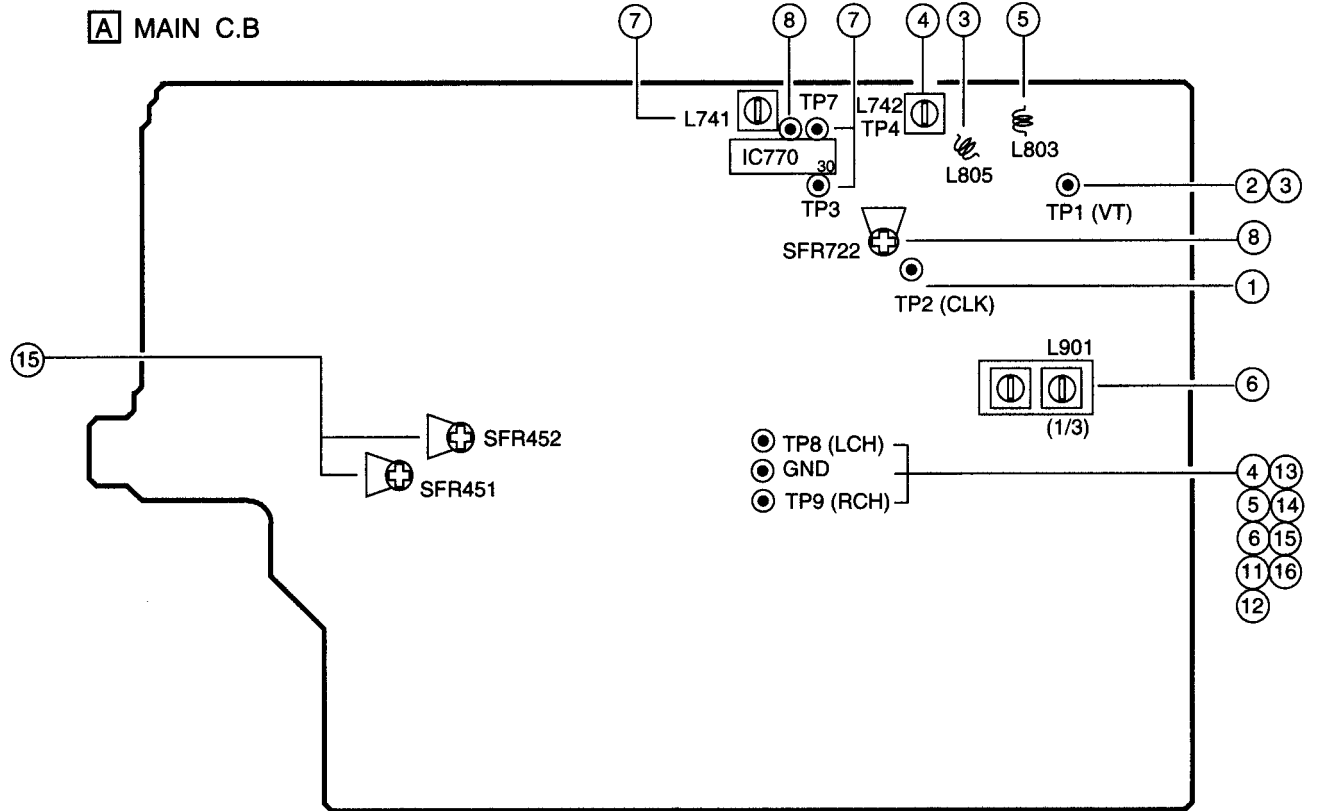 A MAIN C.B
7 8 7 4 3 5
L741 TP7 L742
TP4
IC770 30
L805 L803
TP3 TP1 (VT) 2 3
SFR722 8
TP2 (CLK) 1
L901
15 6
(1/3)
SFR452 TP8 (LCH)
GND 4 13
SFR451 TP9 (RCH) 5 14
6 15
11 16
12